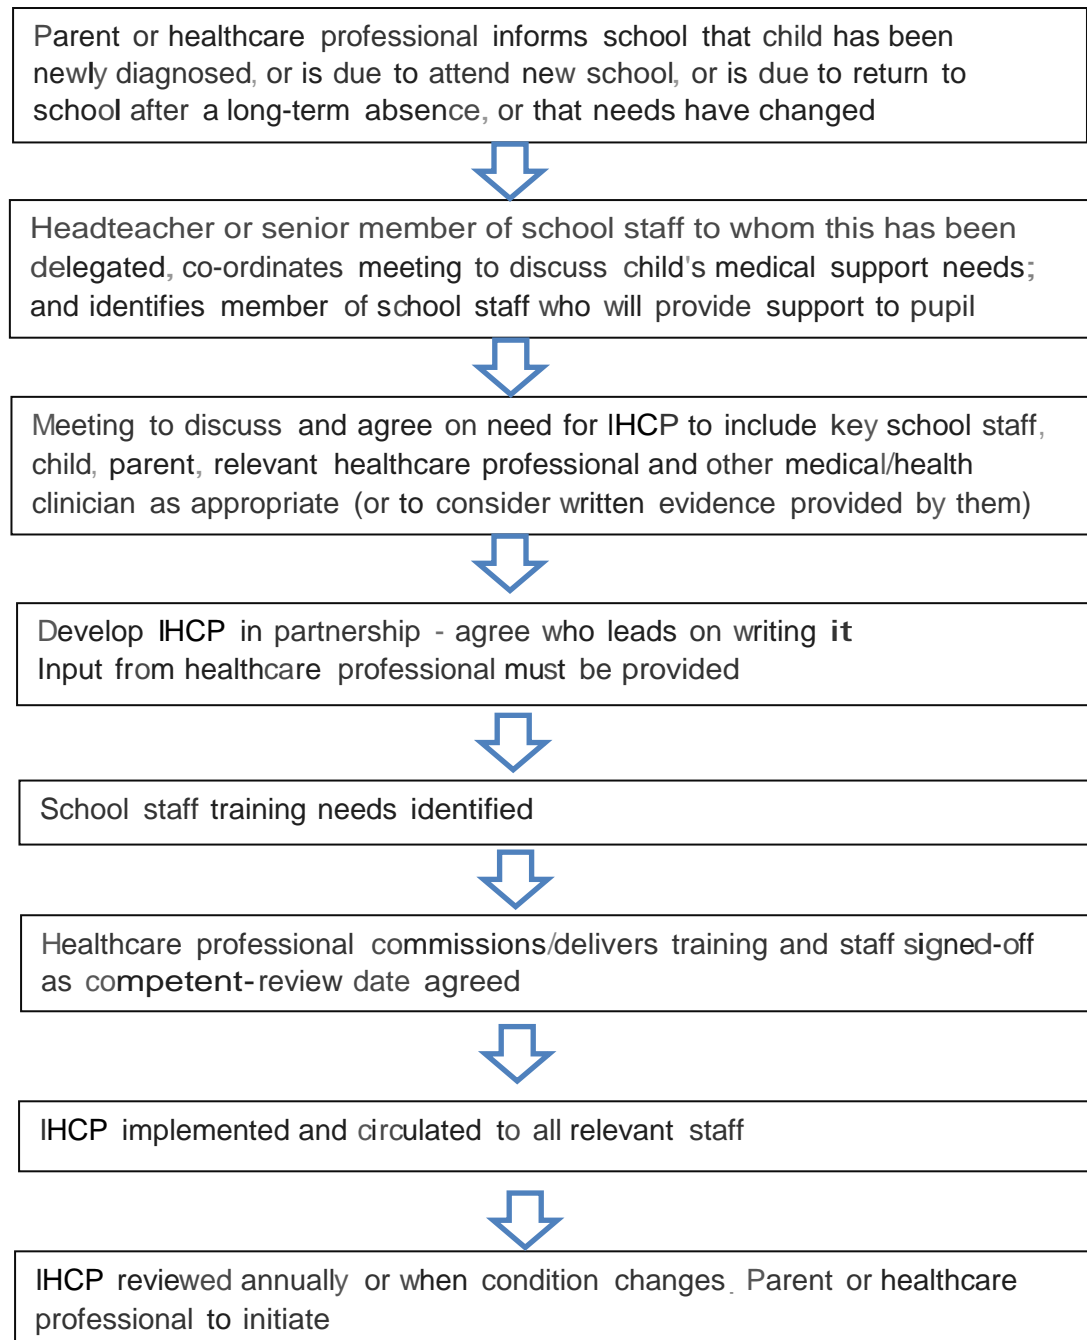 Parent or healthcare professional informs school that child has been
newly diagnosed, or is due to attend new school, or is due to return to
school after a long-term absence, or that needs have changed
Headteacher or senior member of school staff to whom this has been
delegated, co-ordinates meeting to discuss child's medical support needs;
and identifies member of school staff who will provide support to pupil
Meeting to discuss and agree on need for IHCP to include key school staff,
child, parent, relevant healthcare professional and other medical/health
clinician as appropriate (or to consider written evidence provided by them)
Develop IHCP in partnership - agree who leads on writing it
Input from healthcare professional must be provided
School staff training needs identified
Healthcare professional commissions/delivers training and staff signed-off
as competent-review date agreed
IHCP implemented and circulated to all relevant staff
IHCP reviewed annually or when condition changes. Parent or healthcare
professional to initiate